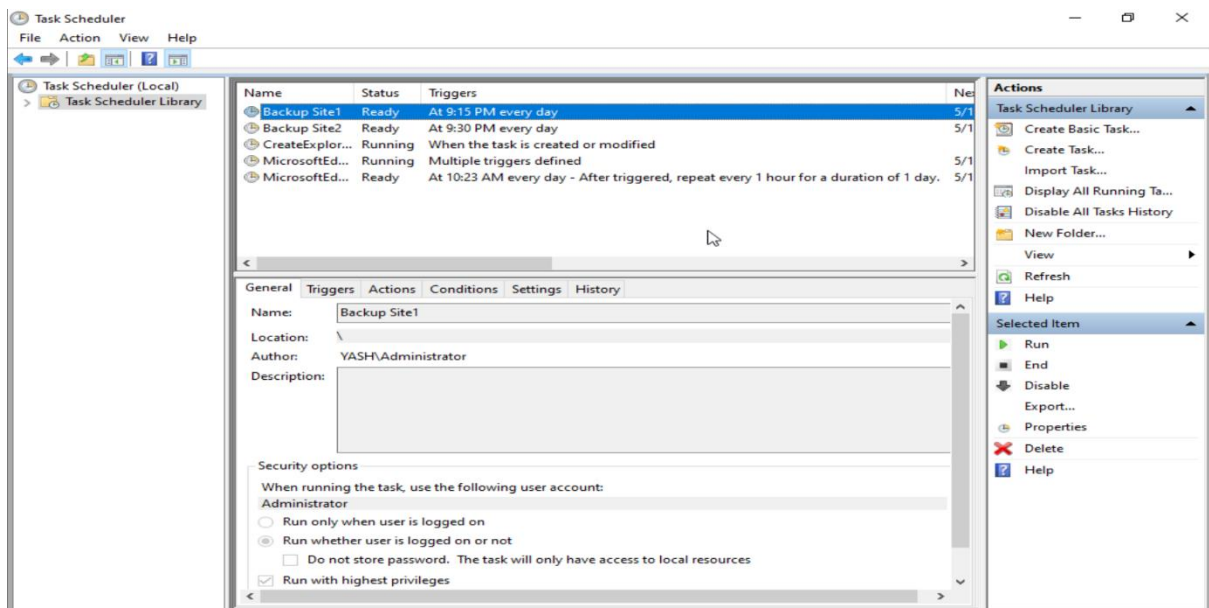 Task Scheduler
File Action View Help
Task Scheduler (Local)
Task Scheduler Library
Name Status Triggers Ne
Backup Site1 Ready At 9:15 PM every day 5/1
Backup Site2 Ready At 9:30 PM every day 5/1
CreateExplor... Running When the task is created or modified
MicrosoftEd... Running Multiple triggers defined 5/1
MicrosoftEd... Ready At 10:23 AM every day - After triggered, repeat every 1 hour for a duration of 1 day. 5/1
General Triggers Actions Conditions Settings History
Name: Backup Site1
Location: \
Author: YASH\Administrator
Description:
Security options
When running the task, use the following user account:
Administrator
Run only when user is logged on
Run whether user is logged on or not
Do not store password. The task will only have access to local resources
Run with highest privileges
Actions
Task Scheduler Library
Create Basic Task...
Create Task...
Import Task...
Display All Running Ta...
Disable All Tasks History
New Folder...
View
Refresh
Help
Selected Item
Run
End
Disable
Export...
Properties
Delete
Help